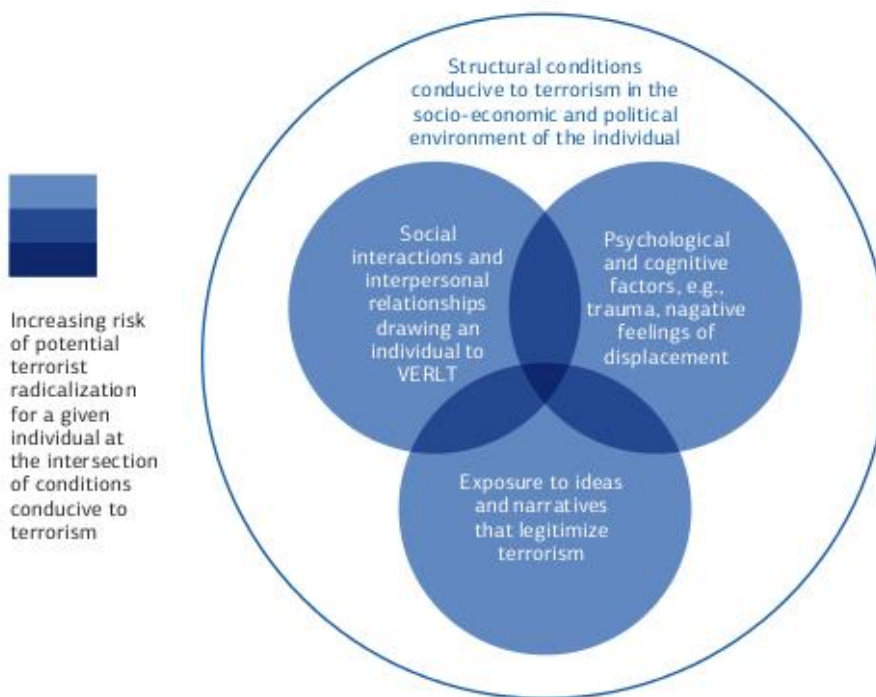 Structural conditions
conducive to terrorism in the
socio-economic and political
environment of the individual
Social
interactions and
interpersonal
relationships
drawing an
individual to
VERLT
Psychological
and cognitive
factors, e.g.,
trauma, nagative
feelings of
displacement
Exposure to ideas
and narratives
that legitimize
terrorism
Increasing risk
of potential
terrorist
radicalization
for a given
individual at
the intersection
of conditions
conducive to
terrorism